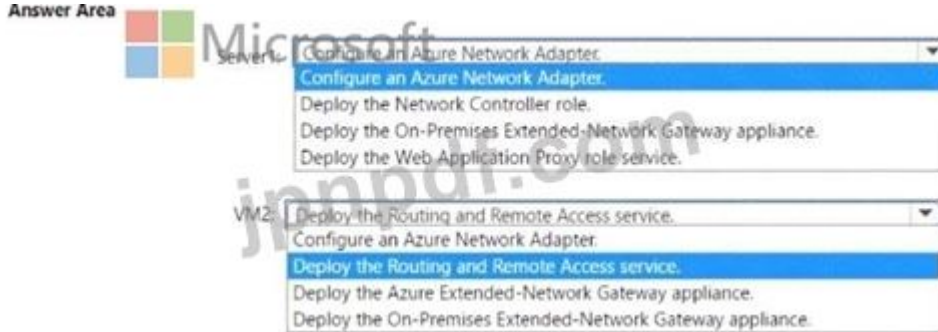 Answer Area
Microsoft
Server1: Configure an Azure Network Adapter.
Configure an Azure Network Adapter.
Deploy the Network Controller role.
Deploy the On-Premises Extended-Network Gateway appliance.
Deploy the Web Application Proxy role service.
jpnpdf.com
VM2: Deploy the Routing and Remote Access service.
Configure an Azure Network Adapter.
Deploy the Routing and Remote Access service.
Deploy the Azure Extended-Network Gateway appliance.
Deploy the On-Premises Extended-Network Gateway appliance.